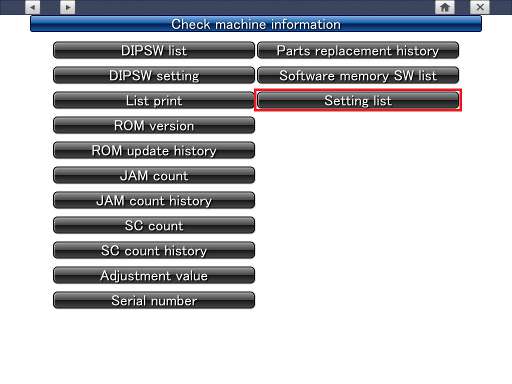 Check machine information
DIPSW list
DIPSW setting
List print
ROM version
ROM update history
JAM count
JAM count history
SC count
SC count history
Adjustment value
Serial number
Parts replacement history
Software memory SW list
Setting list